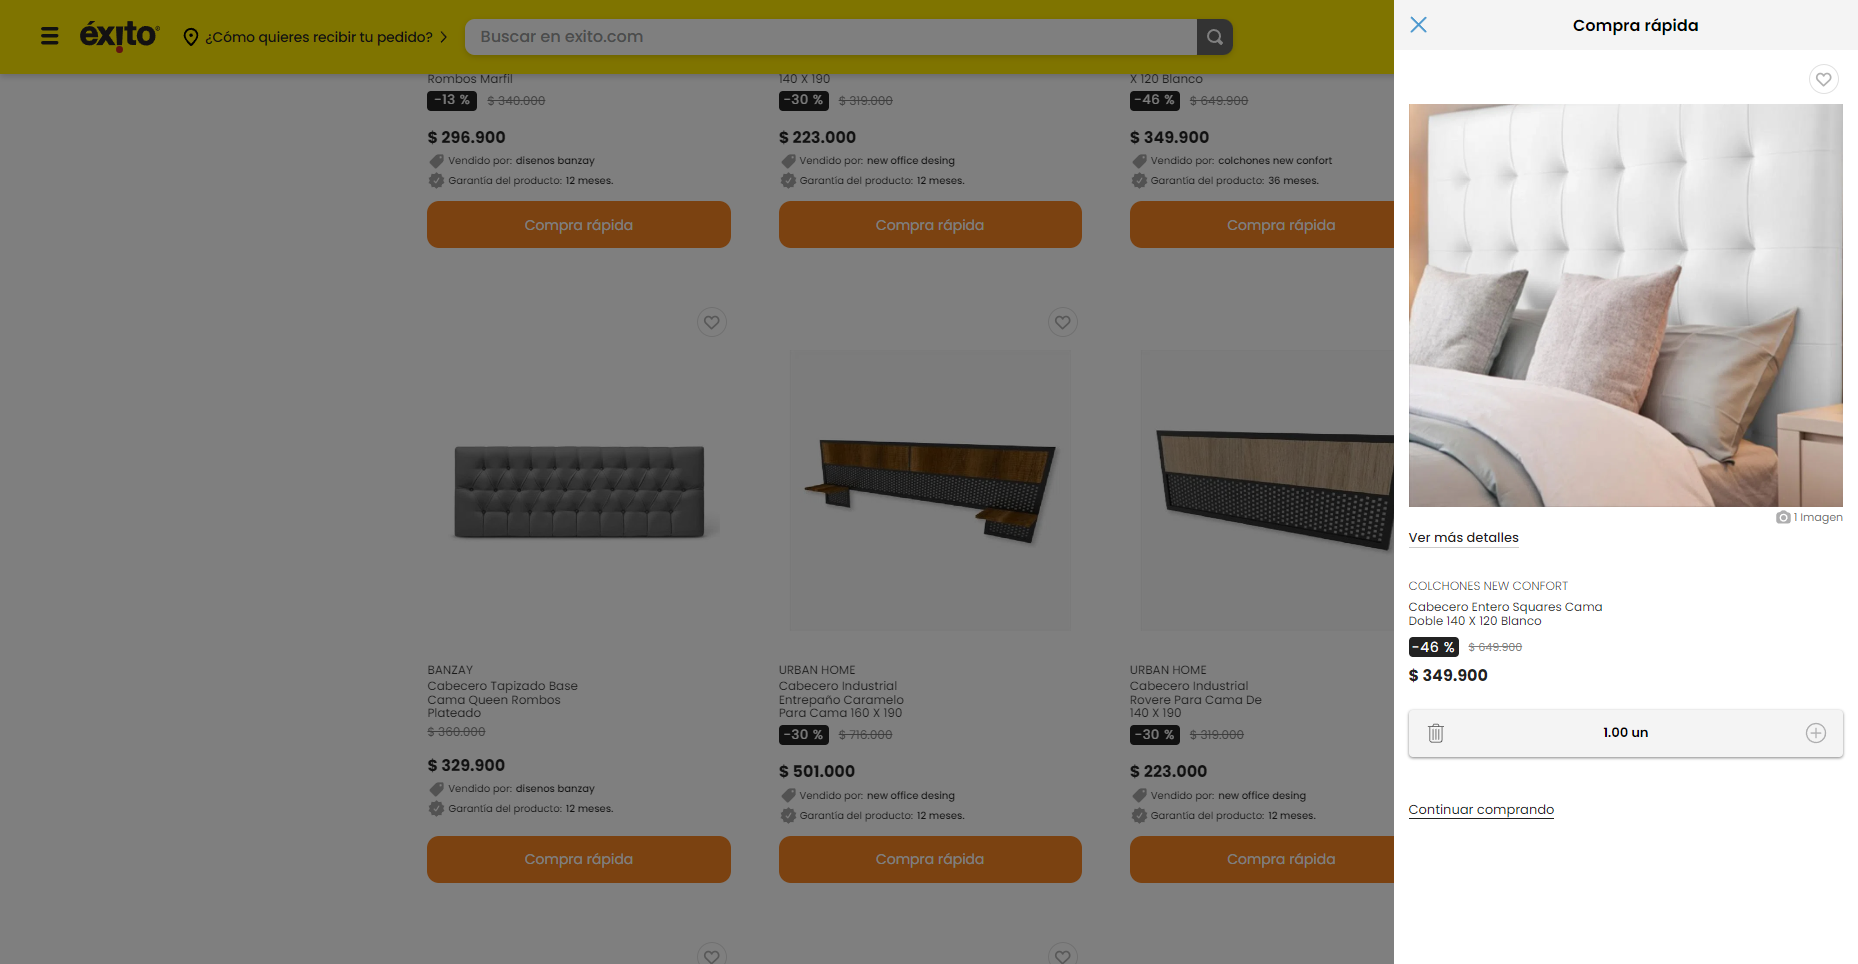 éxito
¿Cómo quieres recibir tu pedido?
Buscar en exito.com
Rombos Marfil
-13 % $ 340.000
$ 296.900
Vendido por: disenos banzay
Garantía del producto: 12 meses.
Compra rápida
140 X 190
-30 % $ 319.000
$ 223.000
Vendido por: new office desing
Garantía del producto: 12 meses.
Compra rápida
X 120 Blanco
-46 % $ 649.900
$ 349.900
Vendido por: colchones new confort
Garantía del producto: 36 meses.
Compra rápida
BANZAY
Cabecero Tapizado Base
Cama Queen Rombos
Plateado
$ 360.000
$ 329.900
Vendido por: disenos banzay
Garantía del producto: 12 meses.
Compra rápida
URBAN HOME
Cabecero Industrial
Entrepaño Caramelo
Para Cama 160 X 190
-30 % $ 716.000
$ 501.000
Vendido por: new office desing
Garantía del producto: 12 meses.
Compra rápida
URBAN HOME
Cabecero Industrial
Rovere Para Cama De
140 X 190
-30 % $ 319.000
$ 223.000
Vendido por: new office desing
Garantía del producto: 12 meses.
Compra rápida
Compra rápida
1 Imagen
Ver más detalles
COLCHONES NEW CONFORT
Cabecero Entero Squares Cama
Doble 140 X 120 Blanco
-46 % $ 649.900
$ 349.900
1.00 un
Continuar comprando